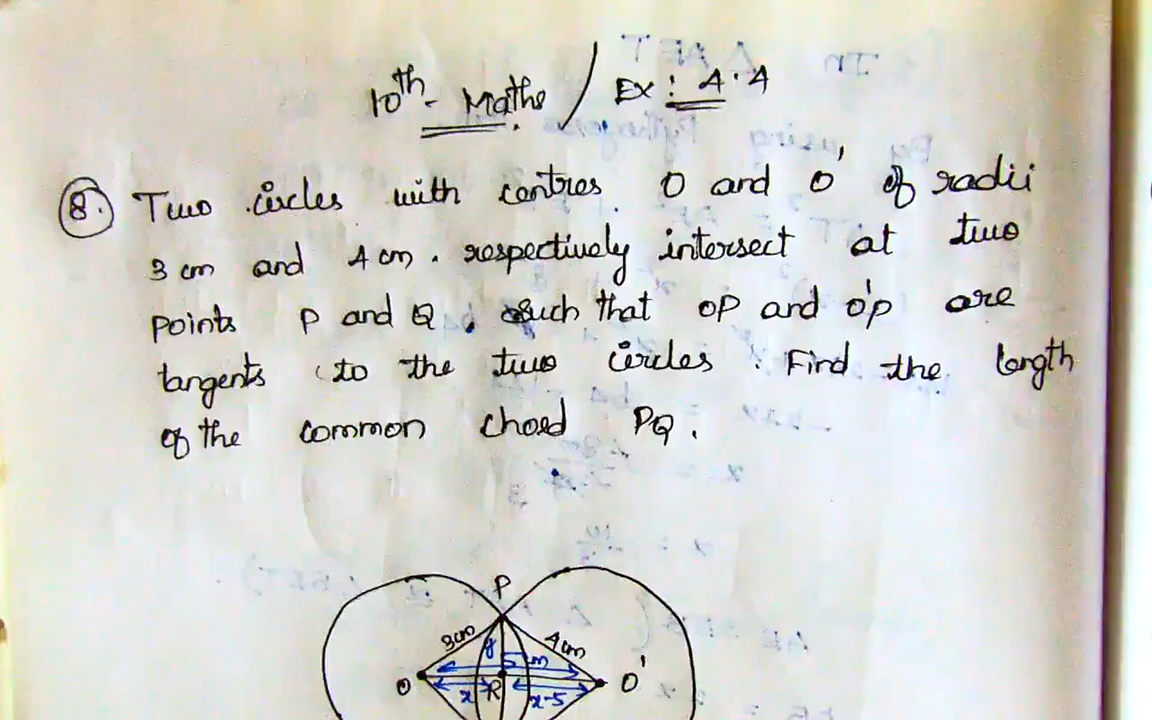 10th - Maths / Ex : 4.4
8. Two circles with centres O and O' of radii
3 cm and 4 cm . respectively intersect at two
points P and Q , such that OP and O'P are
tangents to the two circles . Find the length
of the common chord PQ .
P
3cm 4cm
y 5 cm
O x R x-5 O'